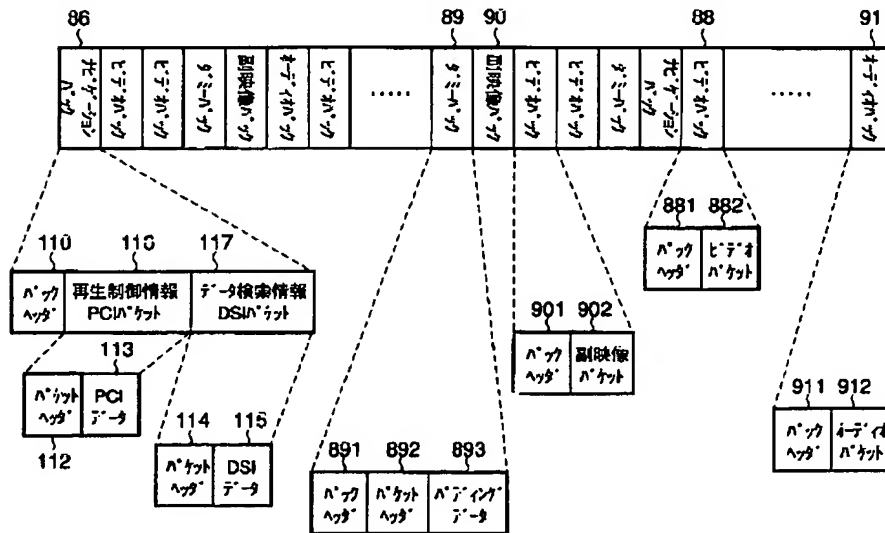 86
89
90
88
91
ナビゲーション
パック
ビデオパック
ビデオパック
ダミーパック
副映像パック
オーディオパック
ビデオパック
.....
ダミーパック
副映像パック
ビデオパック
ビデオパック
ダミーパック
ナビゲーション
パック
ビデオパック
.....
オーディオパック
110
116
117
パック
ヘッダ
再生制御情報
PCIパケット
データ検索情報
DSIパケット
113
パケット
ヘッダ
PCI
データ
112
114
115
パケット
ヘッダ
DSI
データ
891
892
893
パック
ヘッダ
パケット
ヘッダ
パディング
データ
901
902
パック
ヘッダ
副映像
パケット
881
882
パック
ヘッダ
ビデオ
パケット
911
912
パック
ヘッダ
オーディオ
パケット